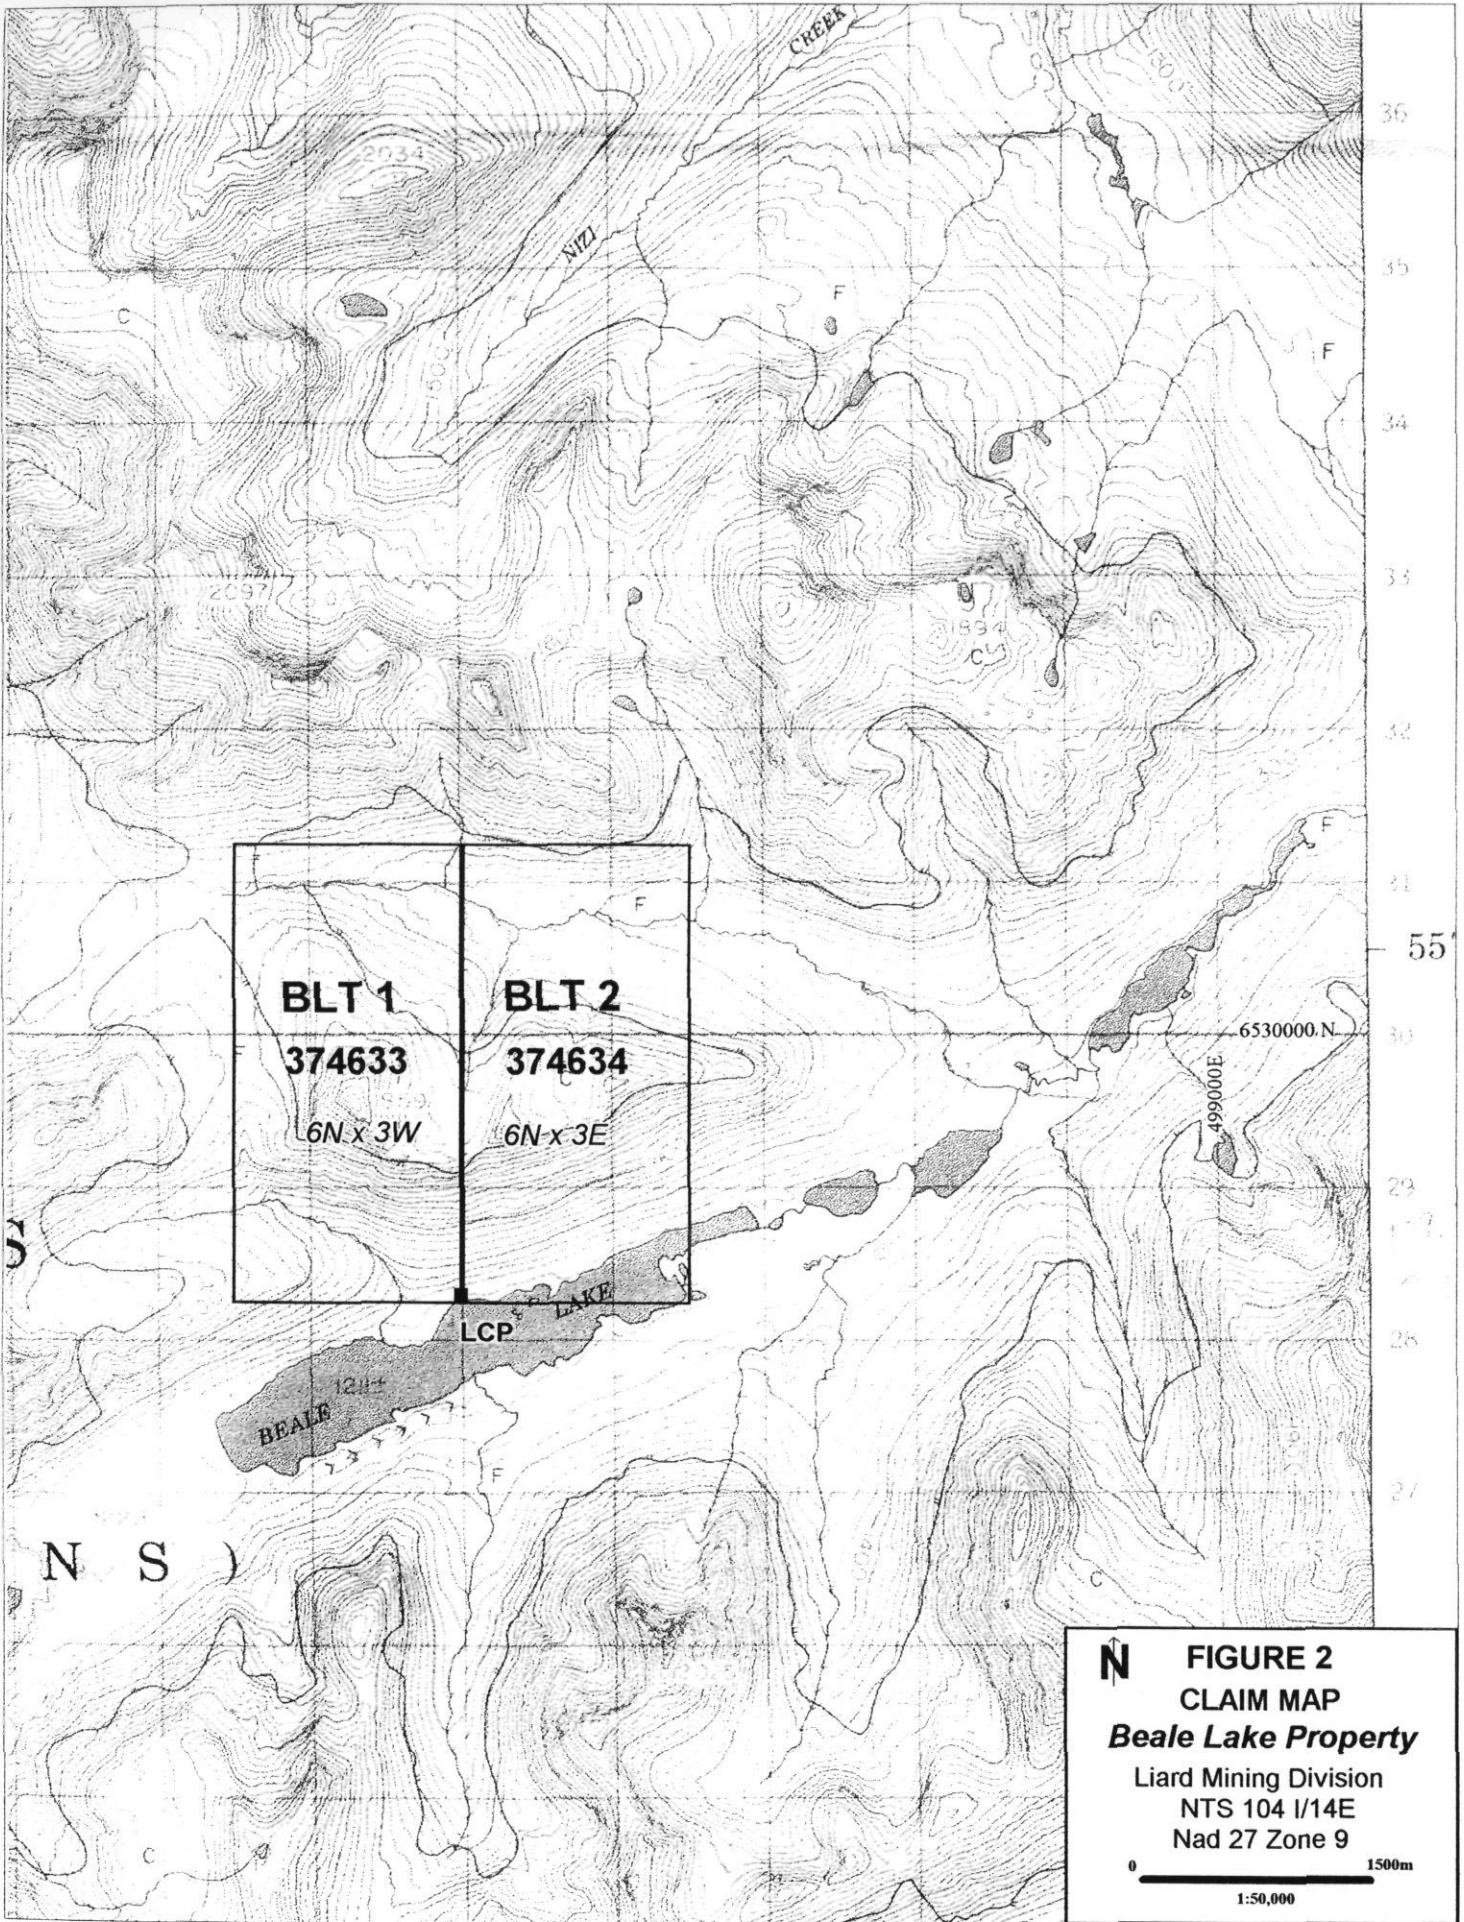 CREEK
36
2034
NIZI
35
F
C
F
34
33
2097
1894
C
32
F
31
F
55'
BLT 1
BLT 2
6530000 N
30
374633
374634
499000E
6N x 3W
6N x 3E
29
S
LAKE
LCP
28
1211±
BEALE
F
27
N S )
C
C
N
FIGURE 2
CLAIM MAP
Beale Lake Property
Liard Mining Division
NTS 104 I/14E
Nad 27 Zone 9
0 1500m
1:50,000